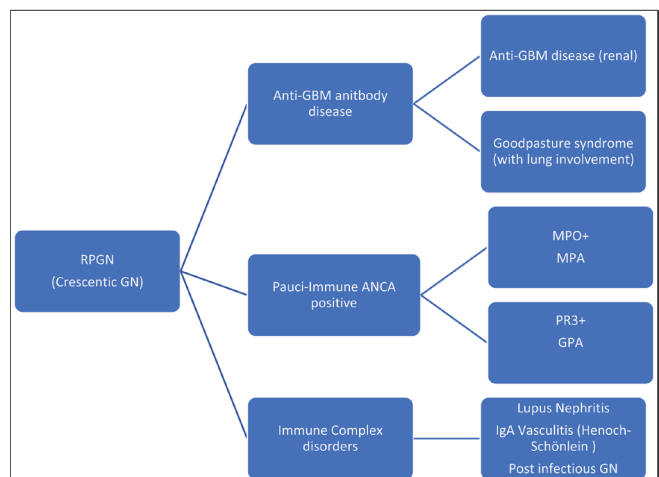 RPGN
(Crescentic GN)
Anti-GBM anitbody
disease
Anti-GBM disease (renal)
Goodpasture syndrome
(with lung involvement)
Pauci-Immune ANCA
positive
MPO+
MPA
PR3+
GPA
Immune Complex
disorders
Lupus Nephritis
IgA Vasculitis (Henoch-
Schönlein )
Post infectious GN